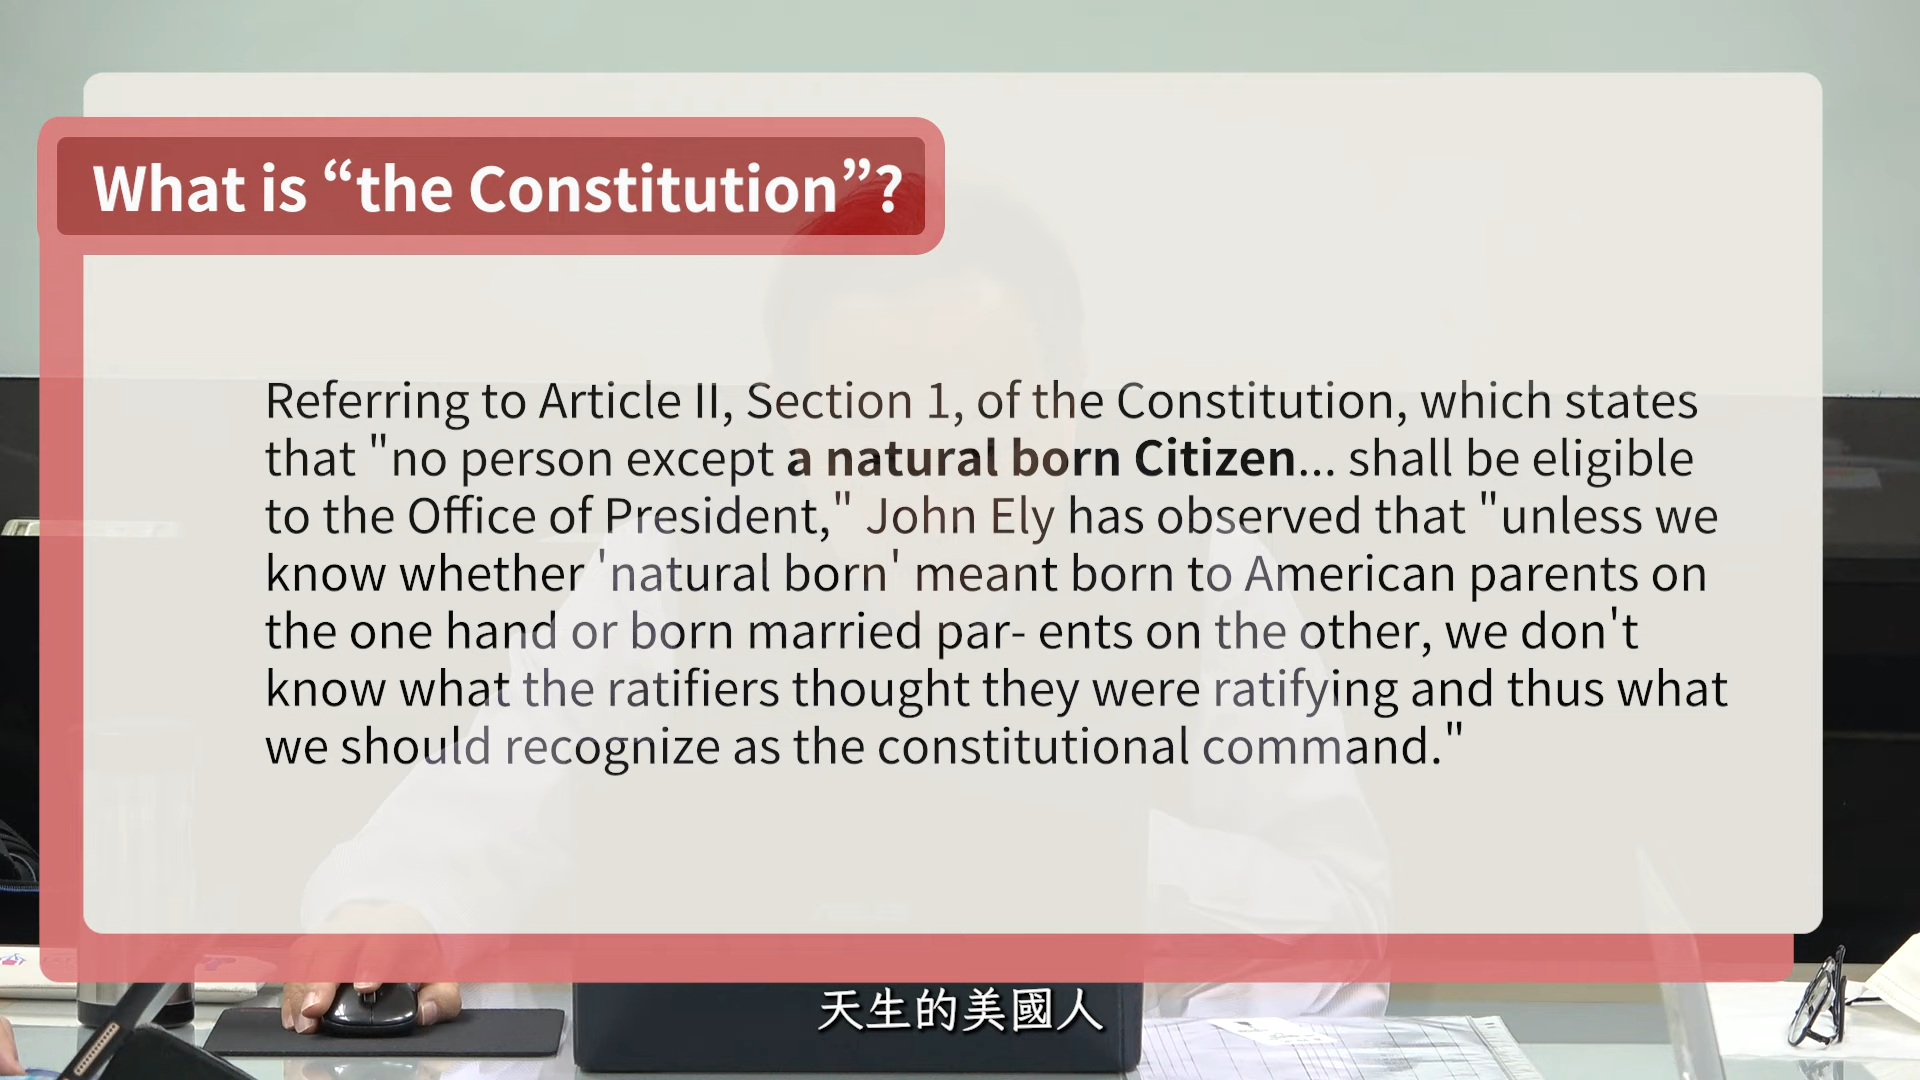 What is “the Constitution”?
Referring to Article II, Section 1, of the Constitution, which states
that "no person except a natural born Citizen... shall be eligible
to the Office of President," John Ely has observed that "unless we
know whether 'natural born' meant born to American parents on
the one hand or born married par- ents on the other, we don't
know what the ratifiers thought they were ratifying and thus what
we should recognize as the constitutional command."
天生的美國人